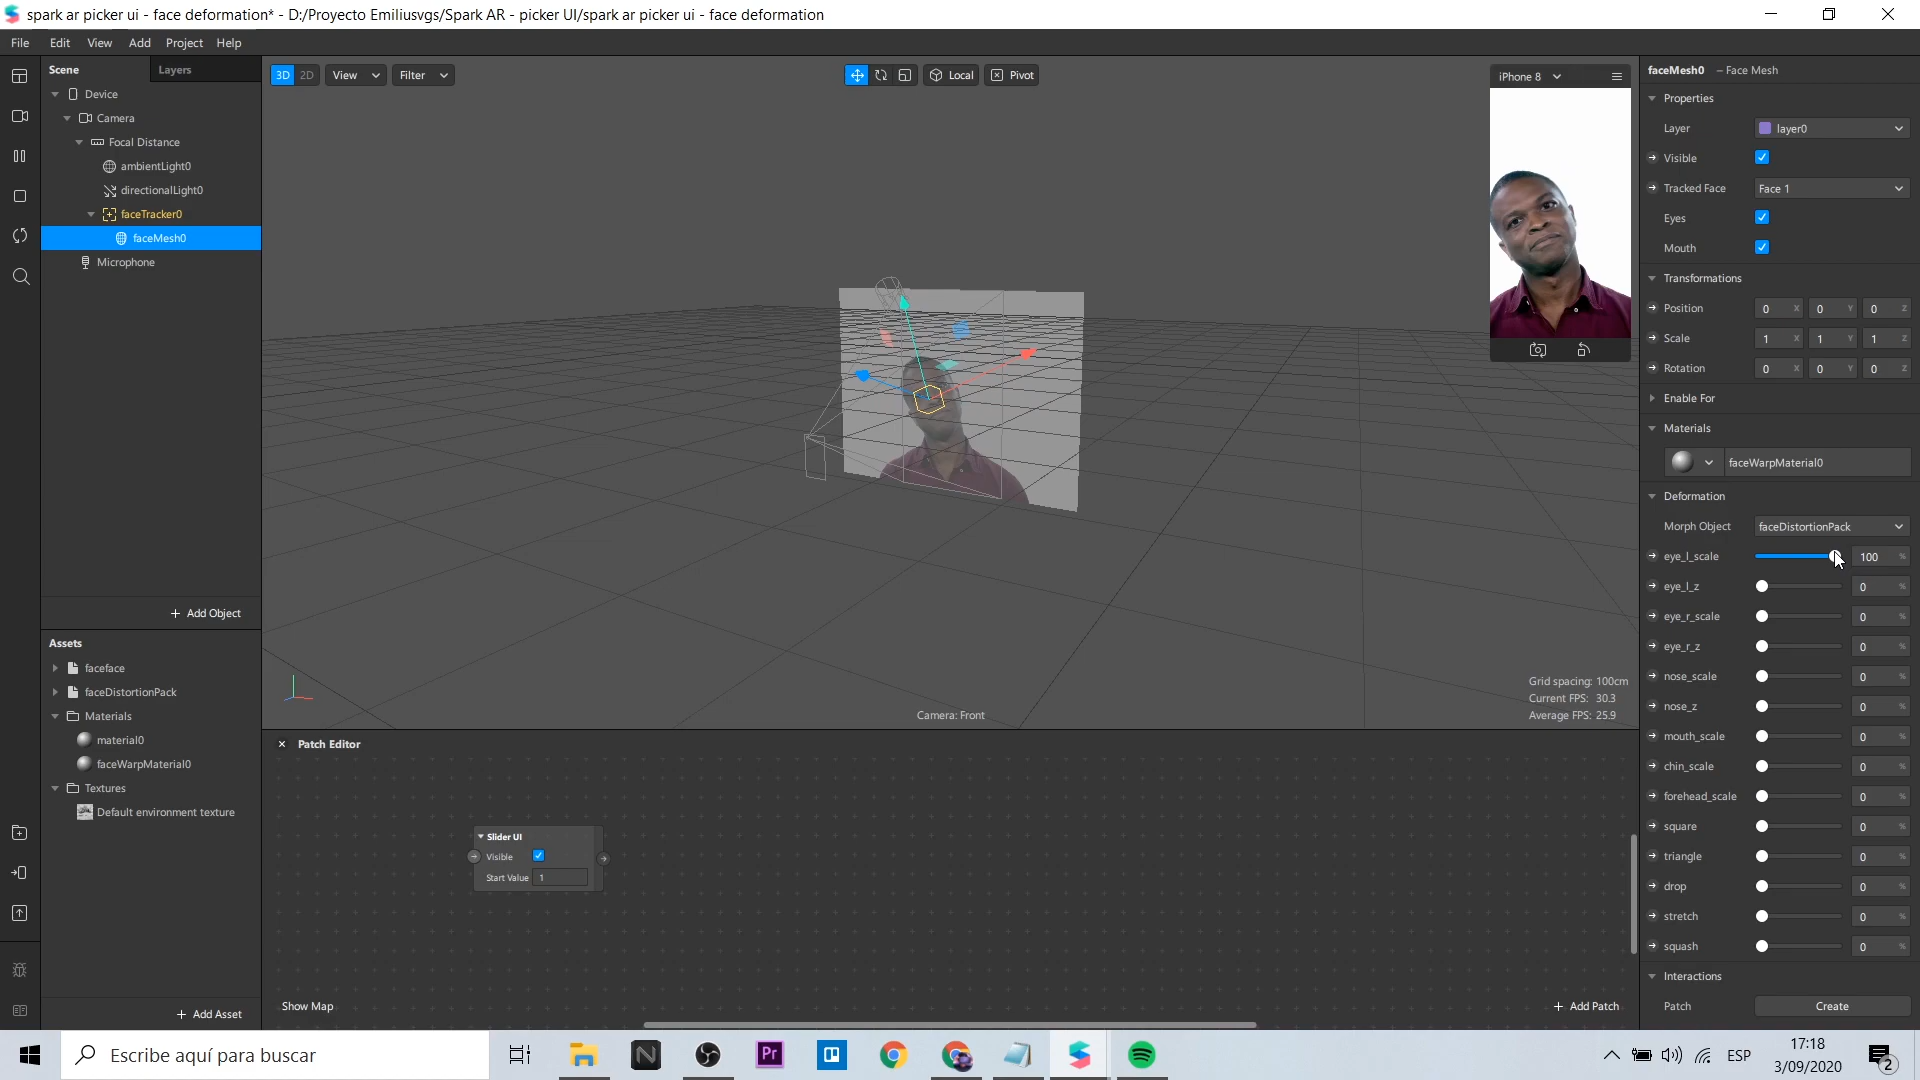 spark ar picker ui - face deformation* - D:/Proyecto Emiliusvgs/Spark AR - picker UI/spark ar picker ui - face deformation
File Edit View Add Project Help
Scene Layers
Device
Camera
Focal Distance
ambientLight0
directionalLight0
faceTracker0
faceMesh0
Microphone
+ Add Object
Assets
faceface
faceDistortionPack
Materials
material0
faceWarpMaterial0
Textures
Default environment texture
+ Add Asset
3D 2D View Filter
Local Pivot
iPhone 8
Grid spacing: 100cm
Current FPS: 30.3
Average FPS: 25.9
Camera: Front
Patch Editor
Slider UI
Visible
Start Value 1
Show Map
+ Add Patch
faceMesh0 – Face Mesh
Properties
Layer layer0
Visible
Tracked Face Face 1
Eyes
Mouth
Transformations
Position 0 X 0 Y 0 Z
Scale 1 X 1 Y 1 Z
Rotation 0 X 0 Y 0 Z
Enable For
Materials
faceWarpMaterial0
Deformation
Morph Object faceDistortionPack
eye_l_scale 100 %
eye_l_z 0 %
eye_r_scale 0 %
eye_r_z 0 %
nose_scale 0 %
nose_z 0 %
mouth_scale 0 %
chin_scale 0 %
forehead_scale 0 %
square 0 %
triangle 0 %
drop 0 %
stretch 0 %
squash 0 %
Interactions
Patch Create
Escribe aquí para buscar
N
Pr
ESP
17:18
3/09/2020
2